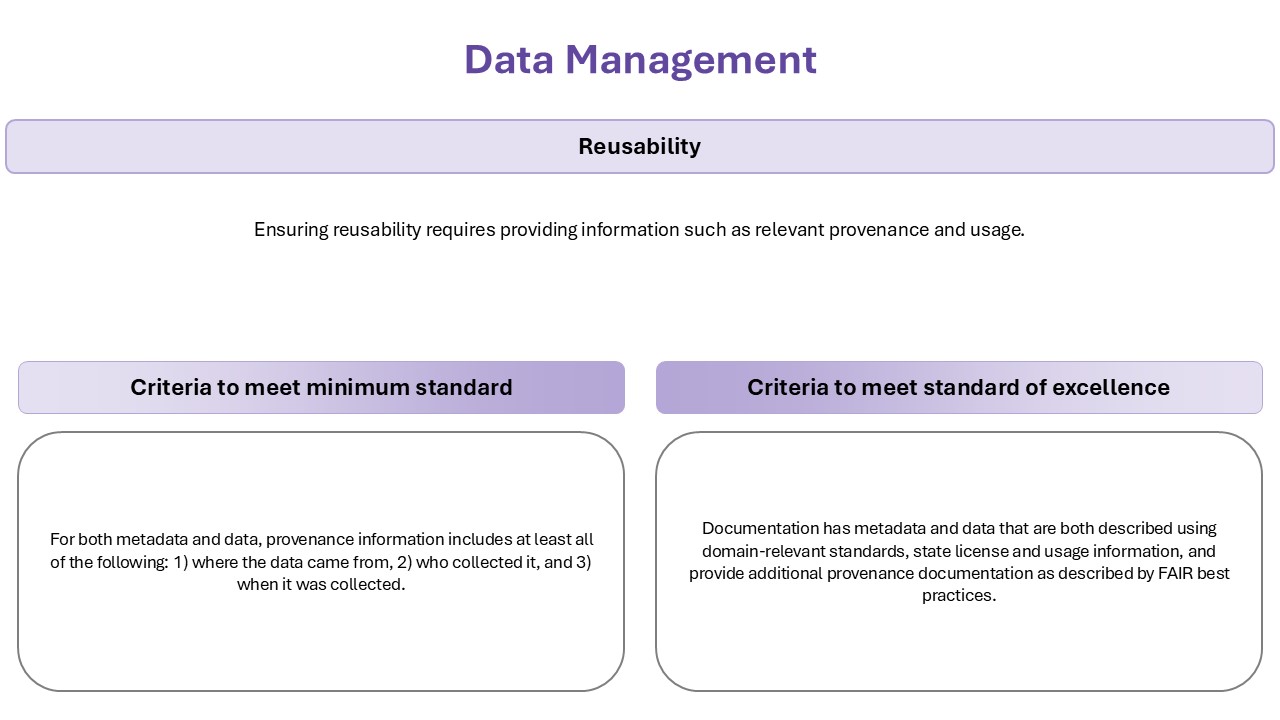 Data Management
Reusability
Ensuring reusability requires providing information such as relevant provenance and usage.
Criteria to meet minimum standard
For both metadata and data, provenance information includes at least all
of the following: 1) where the data came from, 2) who collected it, and 3)
when it was collected.
Criteria to meet standard of excellence
Documentation has metadata and data that are both described using
domain-relevant standards, state license and usage information, and
provide additional provenance documentation as described by FAIR best
practices.